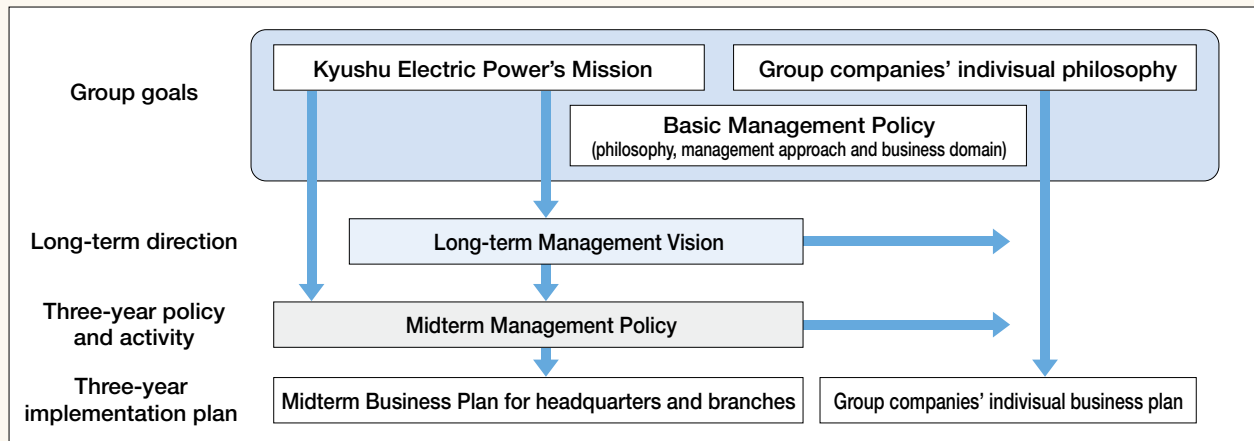 Group goals
Kyushu Electric Power's Mission
Group companies' indivisual philosophy
Basic Management Policy
(philosophy, management approach and business domain)
Long-term direction
Long-term Management Vision
Three-year policy
and activity
Midterm Management Policy
Three-year
implementation plan
Midterm Business Plan for headquarters and branches
Group companies' indivisual business plan